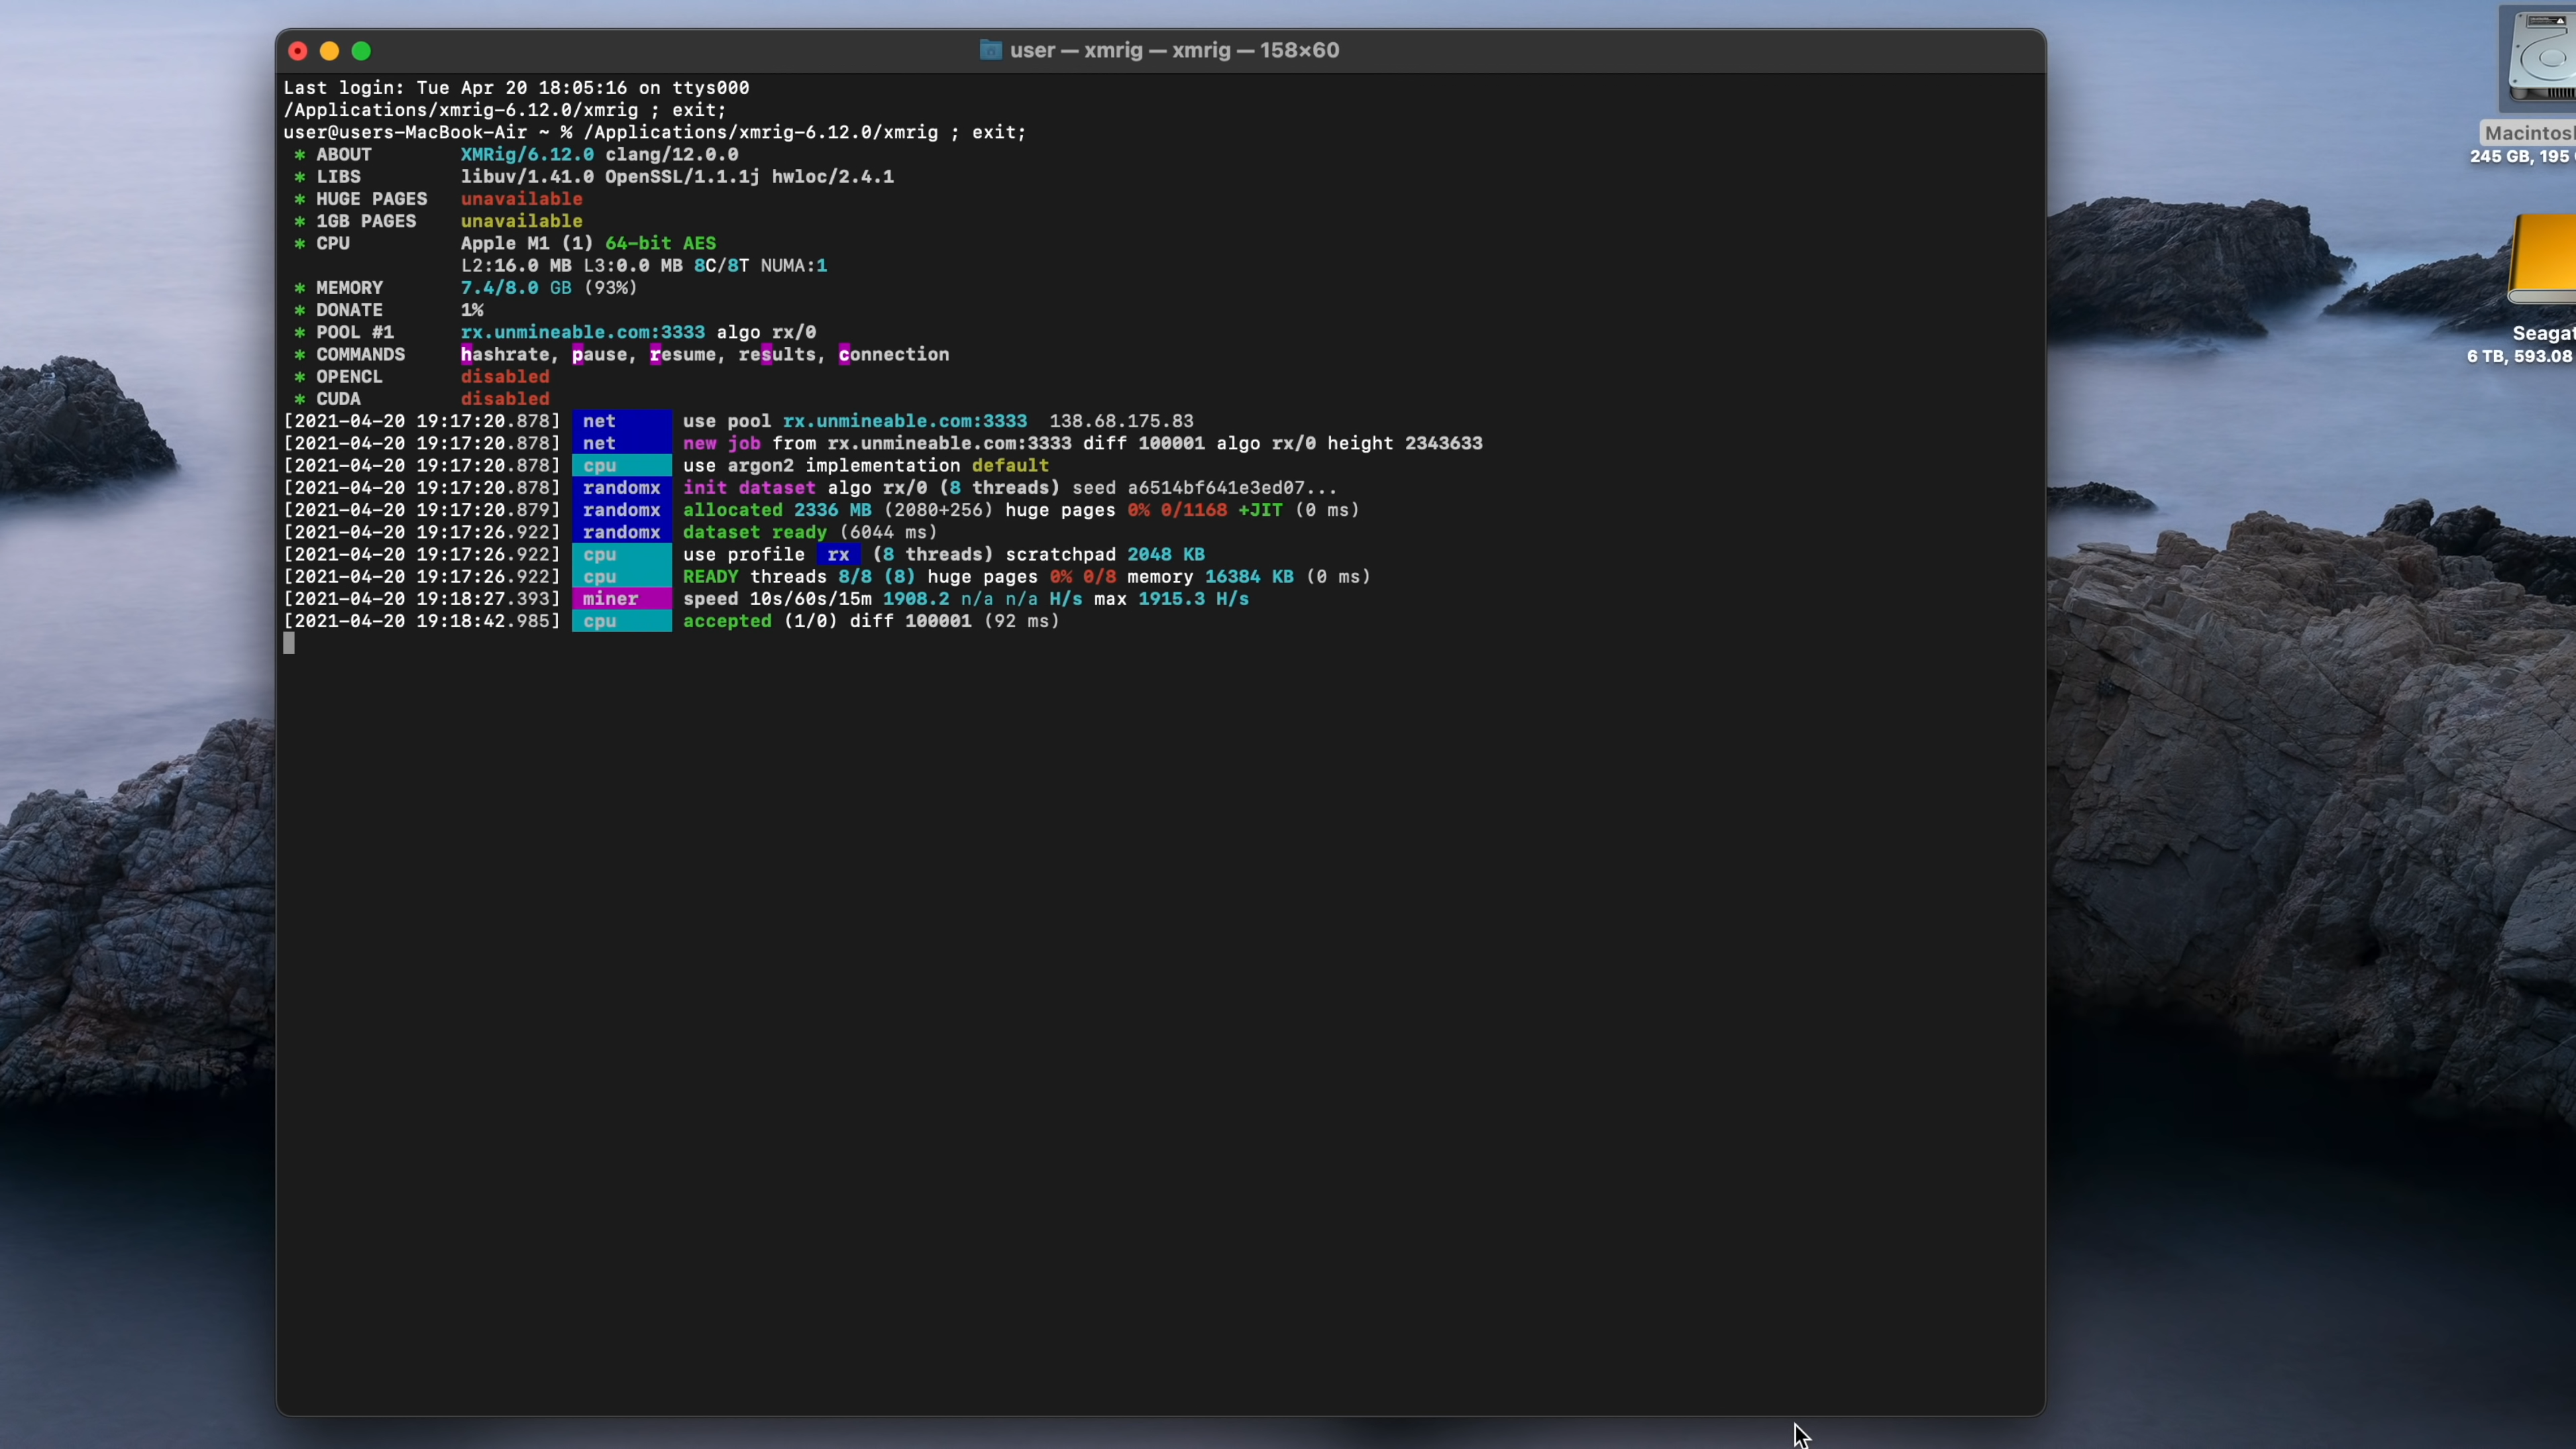 user — xmrig — xmrig — 158×60
Last login: Tue Apr 20 18:05:16 on ttys000
/Applications/xmrig-6.12.0/xmrig ; exit;
user@users-MacBook-Air ~ % /Applications/xmrig-6.12.0/xmrig ; exit;
* ABOUT XMRig/6.12.0 clang/12.0.0
* LIBS libuv/1.41.0 OpenSSL/1.1.1j hwloc/2.4.1
* HUGE PAGES unavailable
* 1GB PAGES unavailable
* CPU Apple M1 (1) 64-bit AES
L2:16.0 MB L3:0.0 MB 8C/8T NUMA:1
* MEMORY 7.4/8.0 GB (93%)
* DONATE 1%
* POOL #1 rx.unmineable.com:3333 algo rx/0
* COMMANDS hashrate, pause, resume, results, connection
* OPENCL disabled
* CUDA disabled
[2021-04-20 19:17:20.878] net use pool rx.unmineable.com:3333 138.68.175.83
[2021-04-20 19:17:20.878] net new job from rx.unmineable.com:3333 diff 100001 algo rx/0 height 2343633
[2021-04-20 19:17:20.878] cpu use argon2 implementation default
[2021-04-20 19:17:20.878] randomx init dataset algo rx/0 (8 threads) seed a6514bf641e3ed07...
[2021-04-20 19:17:20.879] randomx allocated 2336 MB (2080+256) huge pages 0% 0/1168 +JIT (0 ms)
[2021-04-20 19:17:26.922] randomx dataset ready (6044 ms)
[2021-04-20 19:17:26.922] cpu use profile rx (8 threads) scratchpad 2048 KB
[2021-04-20 19:17:26.922] cpu READY threads 8/8 (8) huge pages 0% 0/8 memory 16384 KB (0 ms)
[2021-04-20 19:18:27.393] miner speed 10s/60s/15m 1908.2 n/a n/a H/s max 1915.3 H/s
[2021-04-20 19:18:42.985] cpu accepted (1/0) diff 100001 (92 ms)
Macintos
245 GB, 195
Seagat
6 TB, 593.08